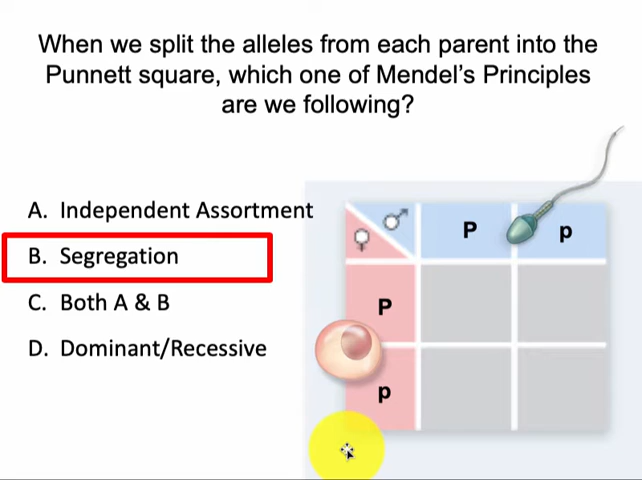 When we split the alleles from each parent into the
Punnett square, which one of Mendel's Principles
are we following?
A. Independent Assortment
B. Segregation
C. Both A & B
D. Dominant/Recessive
♀ ♂ P p
P
p